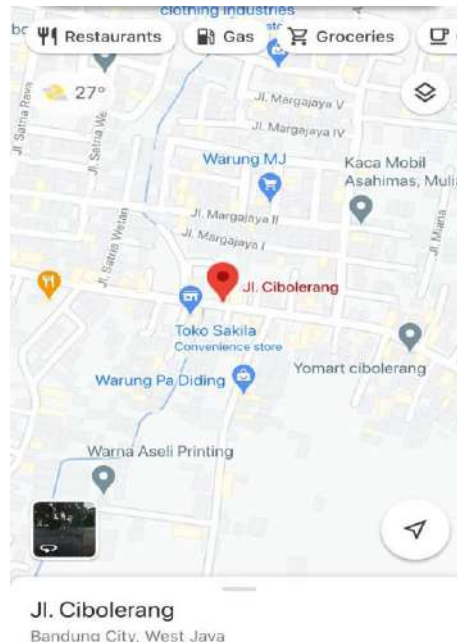 clothing industries
Restaurants
Gas
Groceries
27°
Jl. Satria Raya
Jl. Margajaya V
Jl. Margajaya IV
Warung MJ
Kaca Mobil
Asahimas, Mulia
Jl. Margajaya II
Jl. Margajaya I
Jl. Miana
Jl. Satria Wetan
Jl. Cibolerang
Toko Sakila
Convenience store
Yomart cibolerang
Warung Pa Diding
Warna Aseli Printing
Jl. Cibolerang
Bandung City, West Java